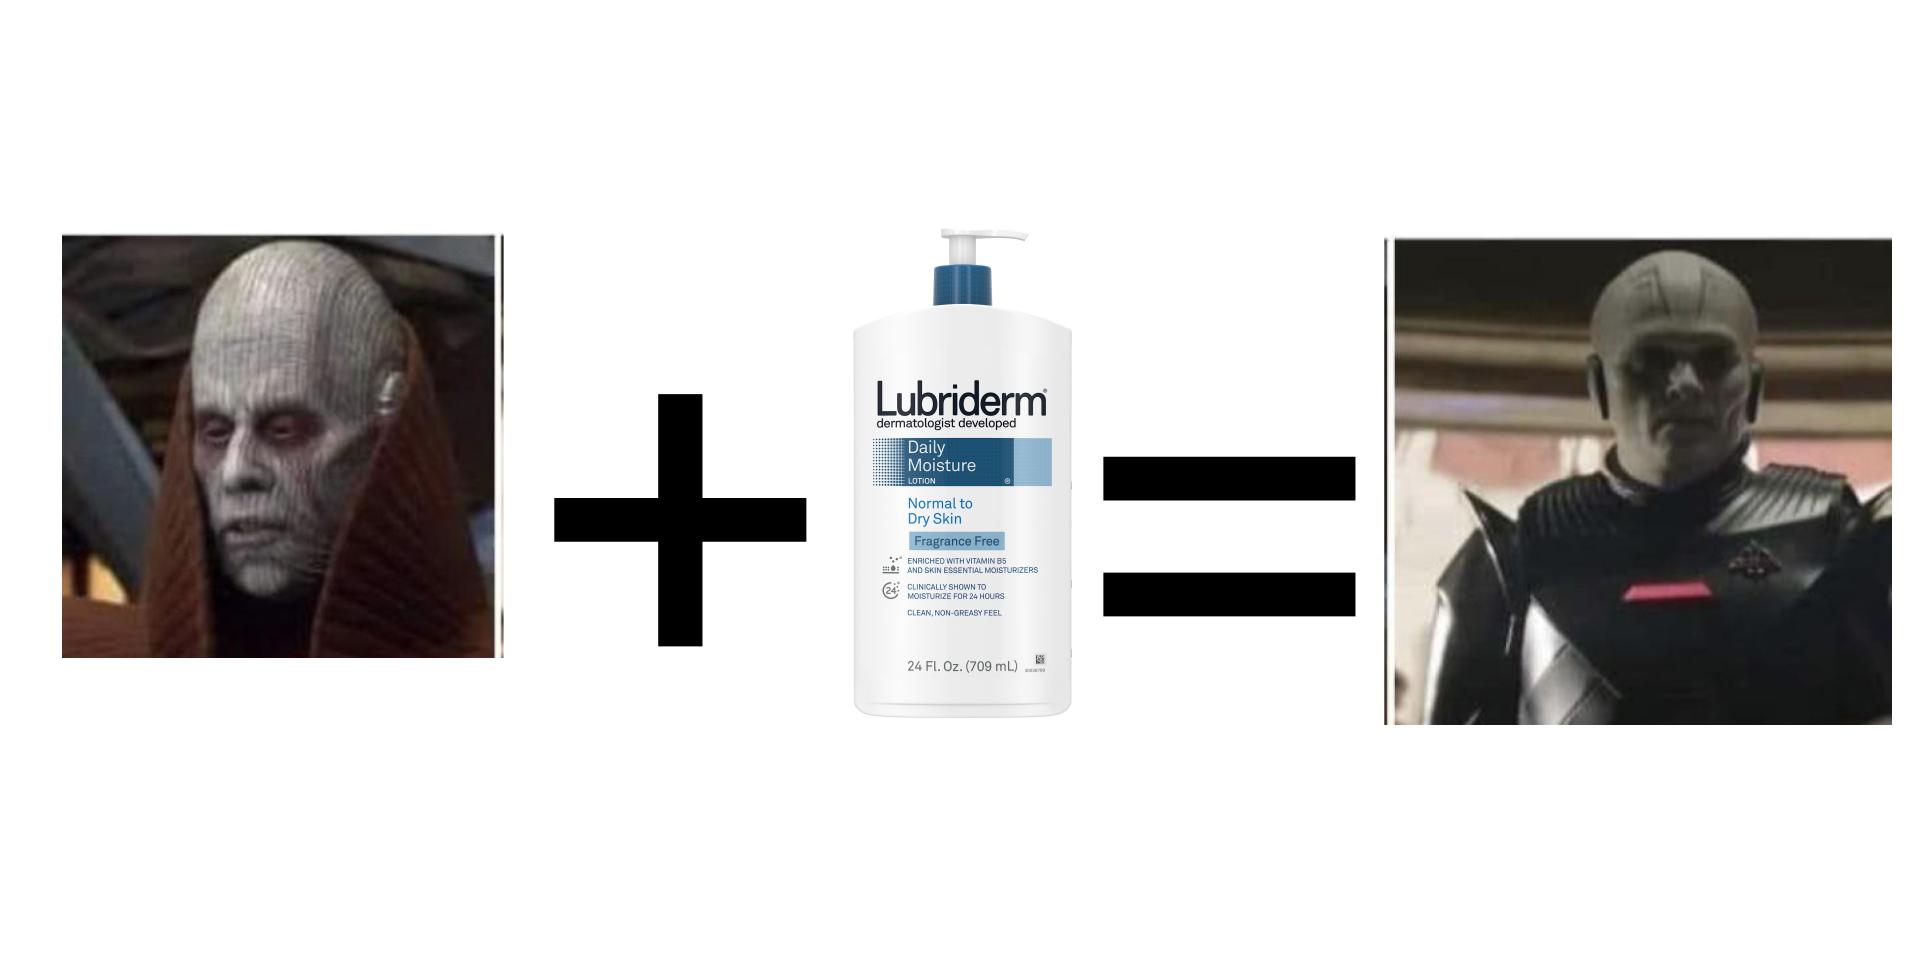 Lubriderm®
dermatologist developed
Daily
Moisture
LOTION
Normal to
Dry Skin
Fragrance Free
ENRICHED WITH VITAMIN B5
AND SKIN ESSENTIAL MOISTURIZERS
24
CLINICALLY SHOWN TO
MOISTURIZE FOR 24 HOURS
CLEAN, NON-GREASY FEEL
24 Fl. Oz. (709 mL)